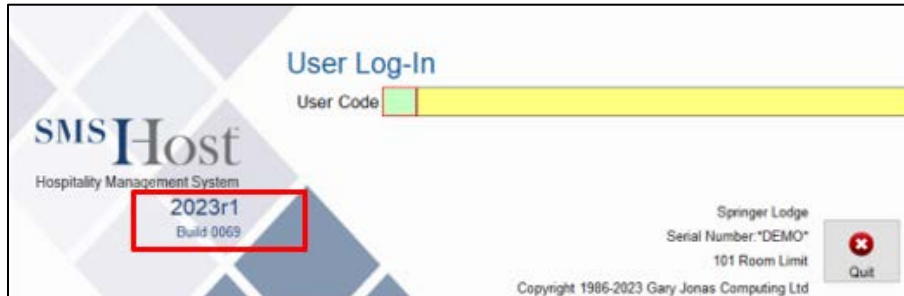 User Log-In
User Code
SMS Host
Hospitality Management System
2023r1
Build 0069
Springer Lodge
Serial Number:*DEMO*
101 Room Limit
Quit
Copyright 1986-2023 Gary Jonas Computing Ltd